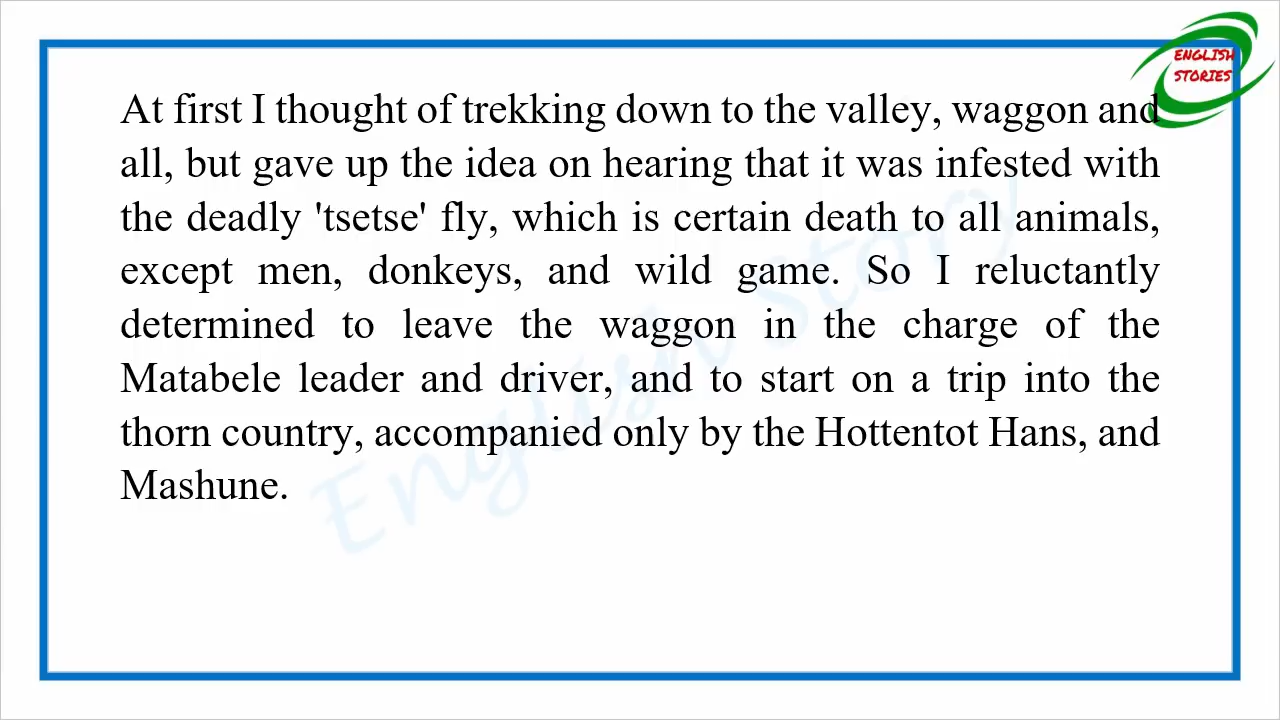 ENGLISH
STORIES
At first I thought of trekking down to the valley, waggon and
all, but gave up the idea on hearing that it was infested with
the deadly 'tsetse' fly, which is certain death to all animals,
except men, donkeys, and wild game. So I reluctantly
determined to leave the waggon in the charge of the
Matabele leader and driver, and to start on a trip into the
thorn country, accompanied only by the Hottentot Hans, and
Mashune.
English Story